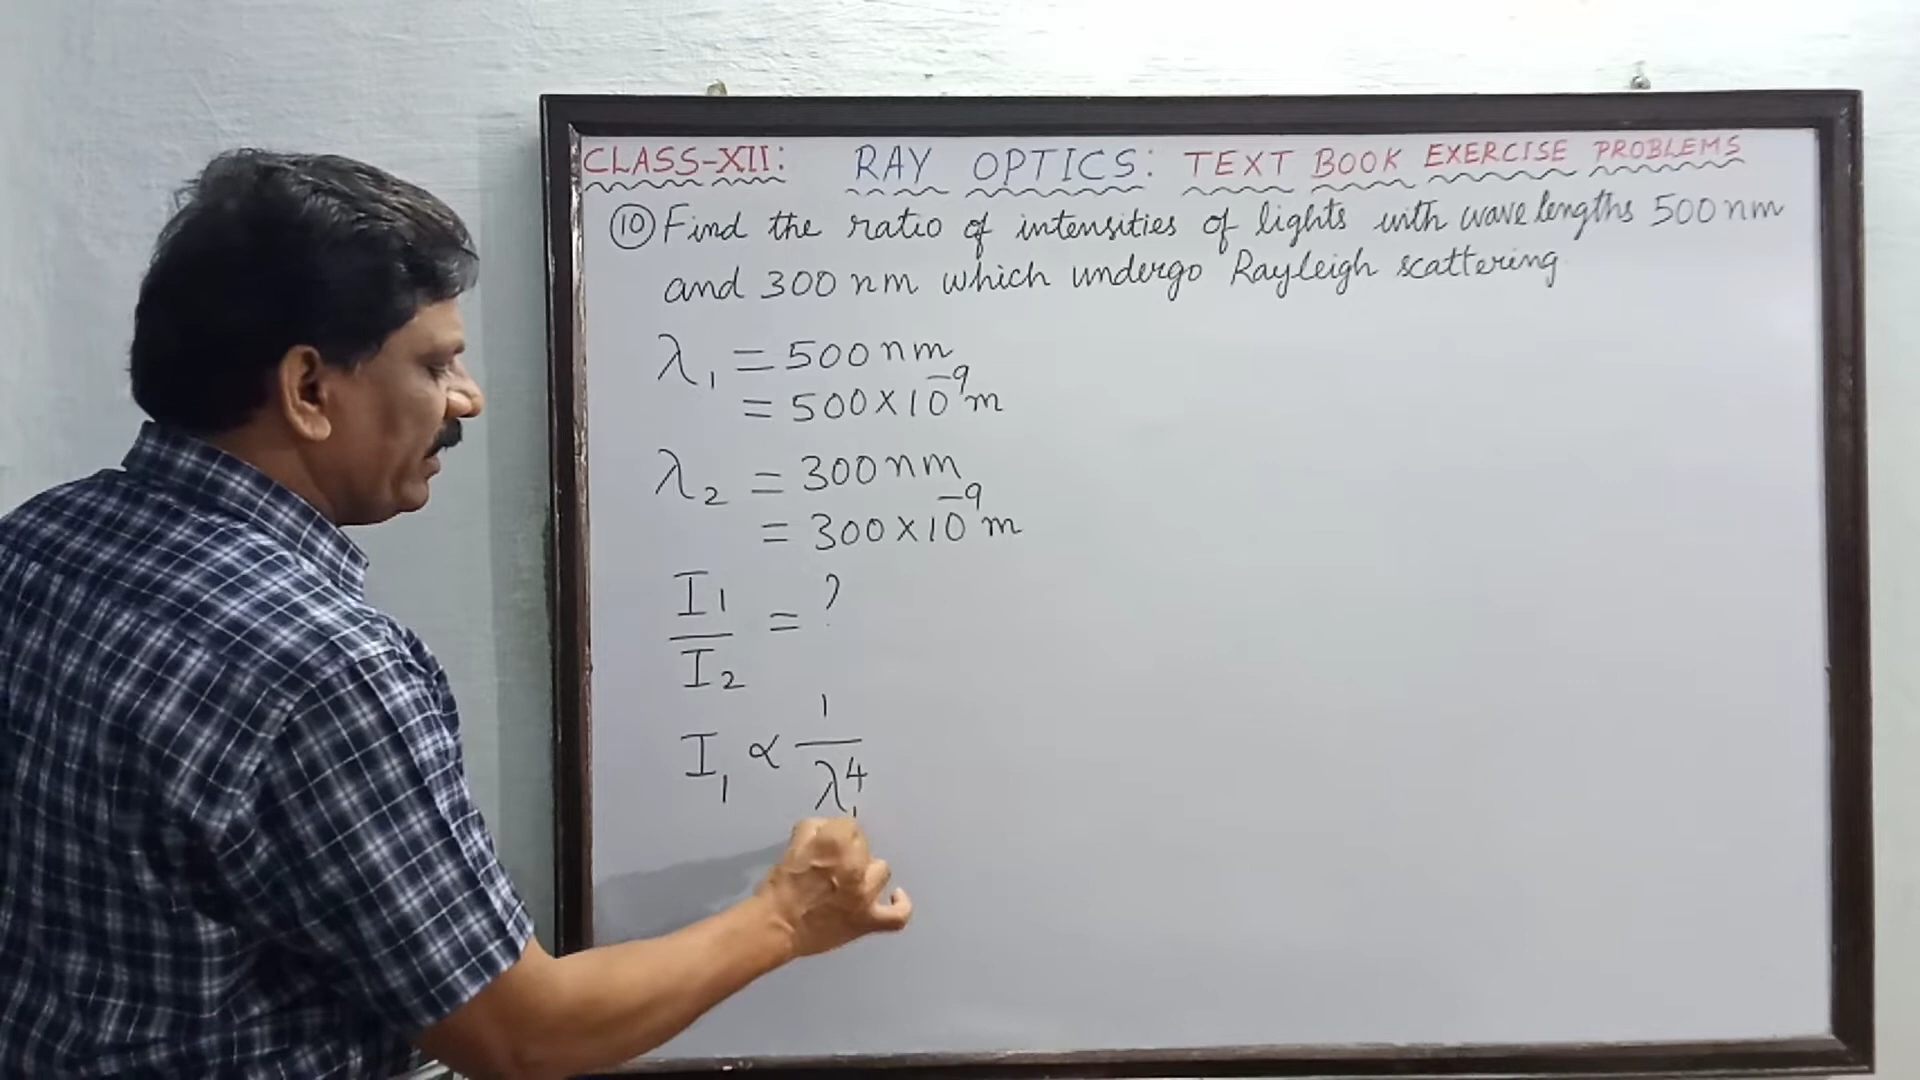 CLASS-XII: RAY OPTICS: TEXT BOOK EXERCISE PROBLEMS
⑩ Find the ratio of intensities of lights with wave lengths 500 nm
and 300 nm which undergo Rayleigh scattering
λ₁ = 500 nm
= 500 × 10⁻⁹ m
λ₂ = 300 nm
= 300 × 10⁻⁹ m
I₁/I₂ = ?
I₁ ∝ 1/λ₁⁴